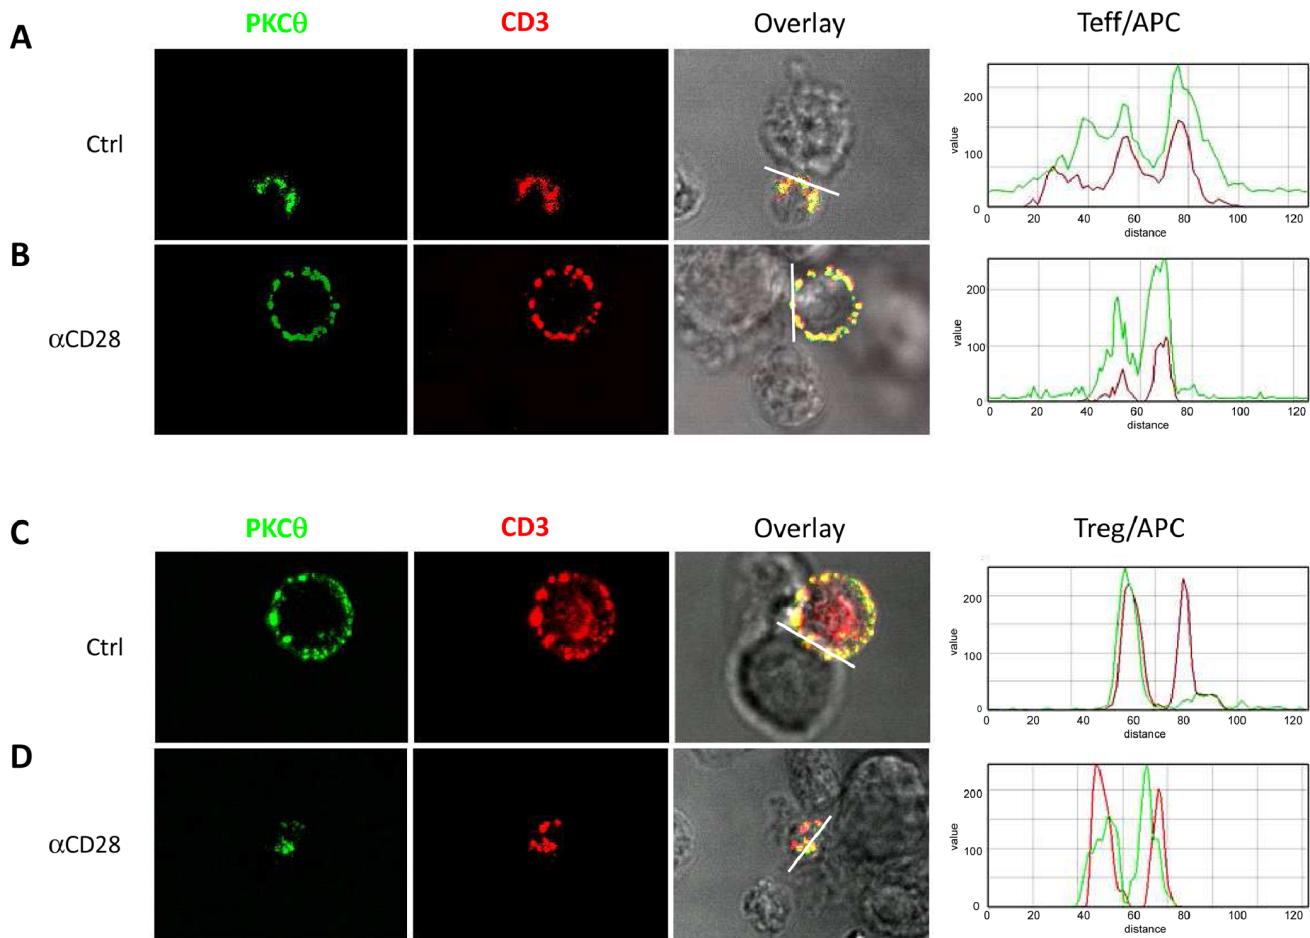 A
PKCθ CD3 Overlay Teff/APC
Ctrl
value
200
100
0
0 20 40 60 80 100 120
distance
B
αCD28
value
200
100
0
0 20 40 60 80 100 120
distance
C
PKCθ CD3 Overlay Treg/APC
Ctrl
value
200
100
0
0 20 40 60 80 100 120
distance
D
αCD28
value
200
100
0
0 20 40 60 80 100 120
distance